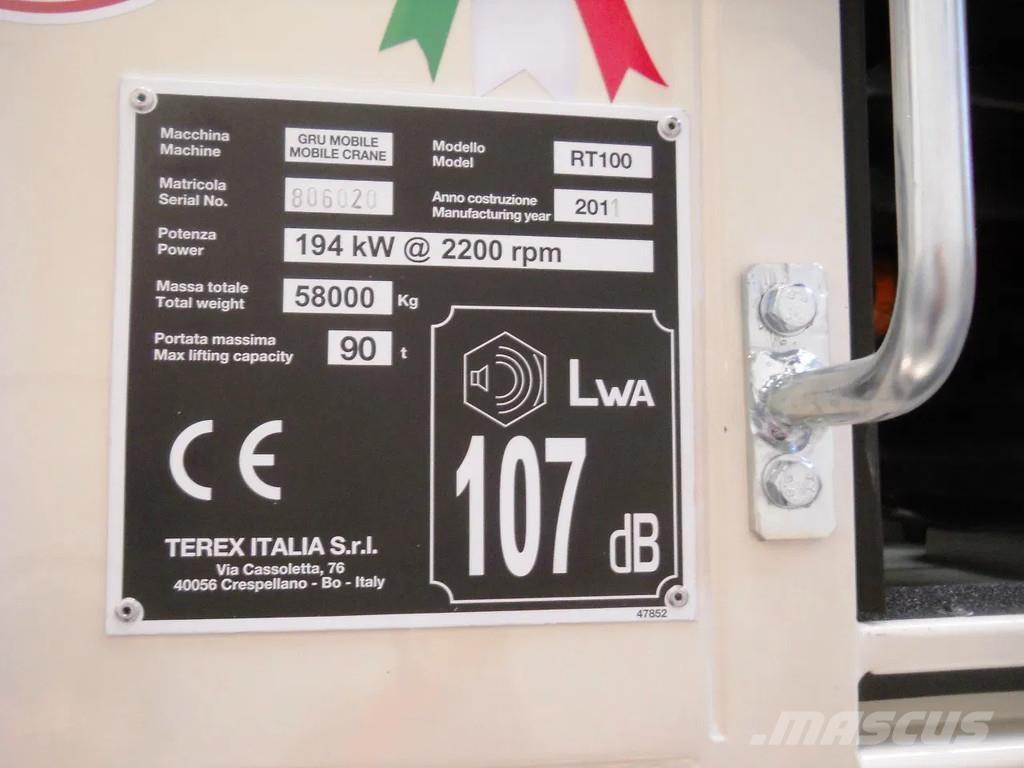 Macchina
Machine
GRU MOBILE
MOBILE CRANE
Modello
Model
RT100
Matricola
Serial No.
806020
Anno costruzione
Manufacturing year
2011
Potenza
Power
194 kW @ 2200 rpm
Massa totale
Total weight
58000 Kg
Portata massima
Max lifting capacity
90 t
LWA
107
dB
CE
TEREX ITALIA S.r.l.
Via Cassoletta, 76
40056 Crespellano - Bo - Italy
47852
.MASCUS